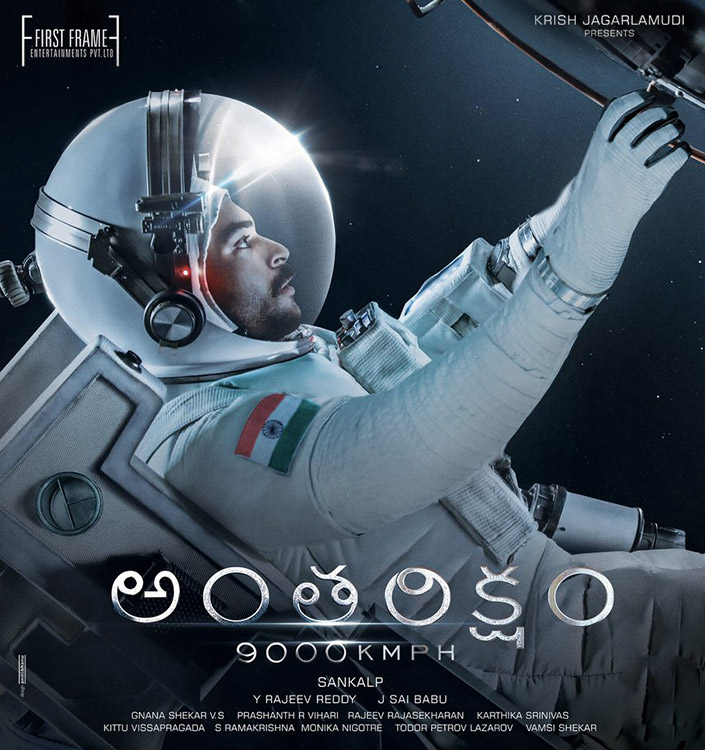 FIRST FRAME
ENTERTAINMENTS PVT.LTD
KRISH JAGARLAMUDI
PRESENTS
అంతరిక్షం
9000KMPH
SANKALP
Y RAJEEV REDDY J SAI BABU
GNANA SHEKAR V.S PRASHANTH R VIHARI RAJEEV RAJASEKHARAN KARTHIKA SRINIVAS
KITTU VISSAPRAGADA S RAMAKRISHNA MONIKA NIGOTRE TODOR PETROV LAZAROV VAMSI SHEKAR